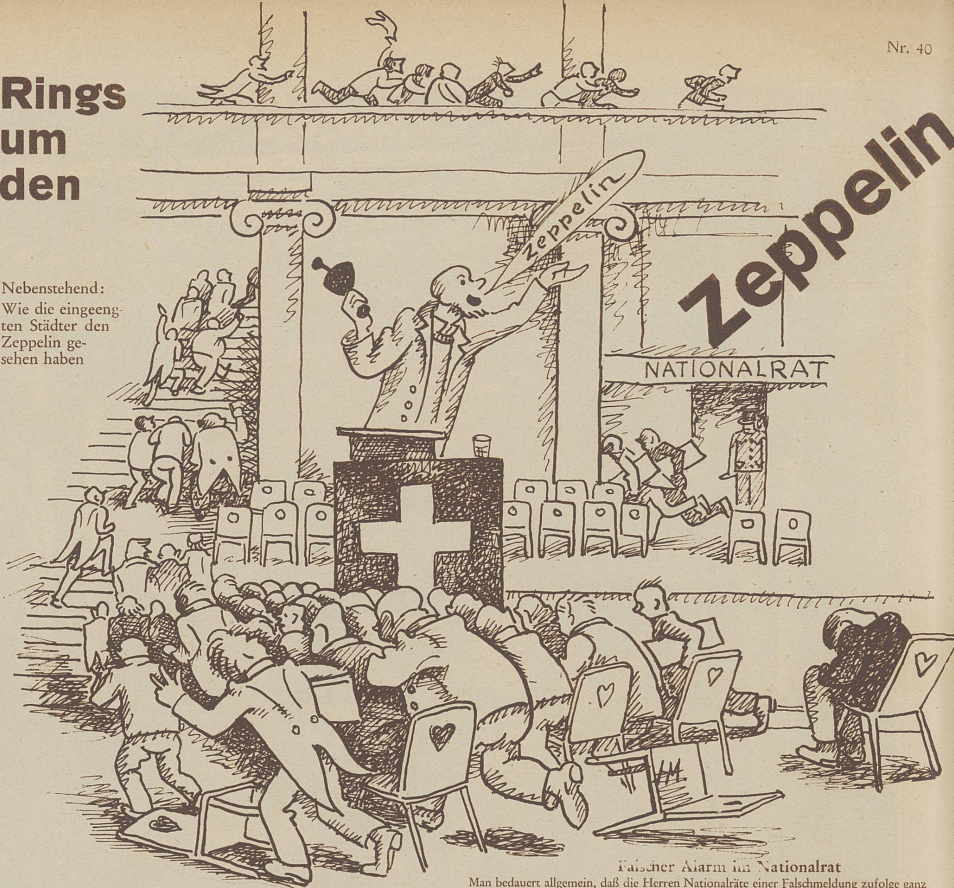 Nr. 40
Rings
um
den
Zeppelin
Nebenstehend:
Wie die eingeeng-
ten Städter den
Zeppelin ge-
sehen haben
Zeppelin
NATIONALRAT
HM
Falscher Alarm im Nationalrat
Man bedauert allgemein, daß die Herren Nationalräte einer Falschmeldung zufolge ganz